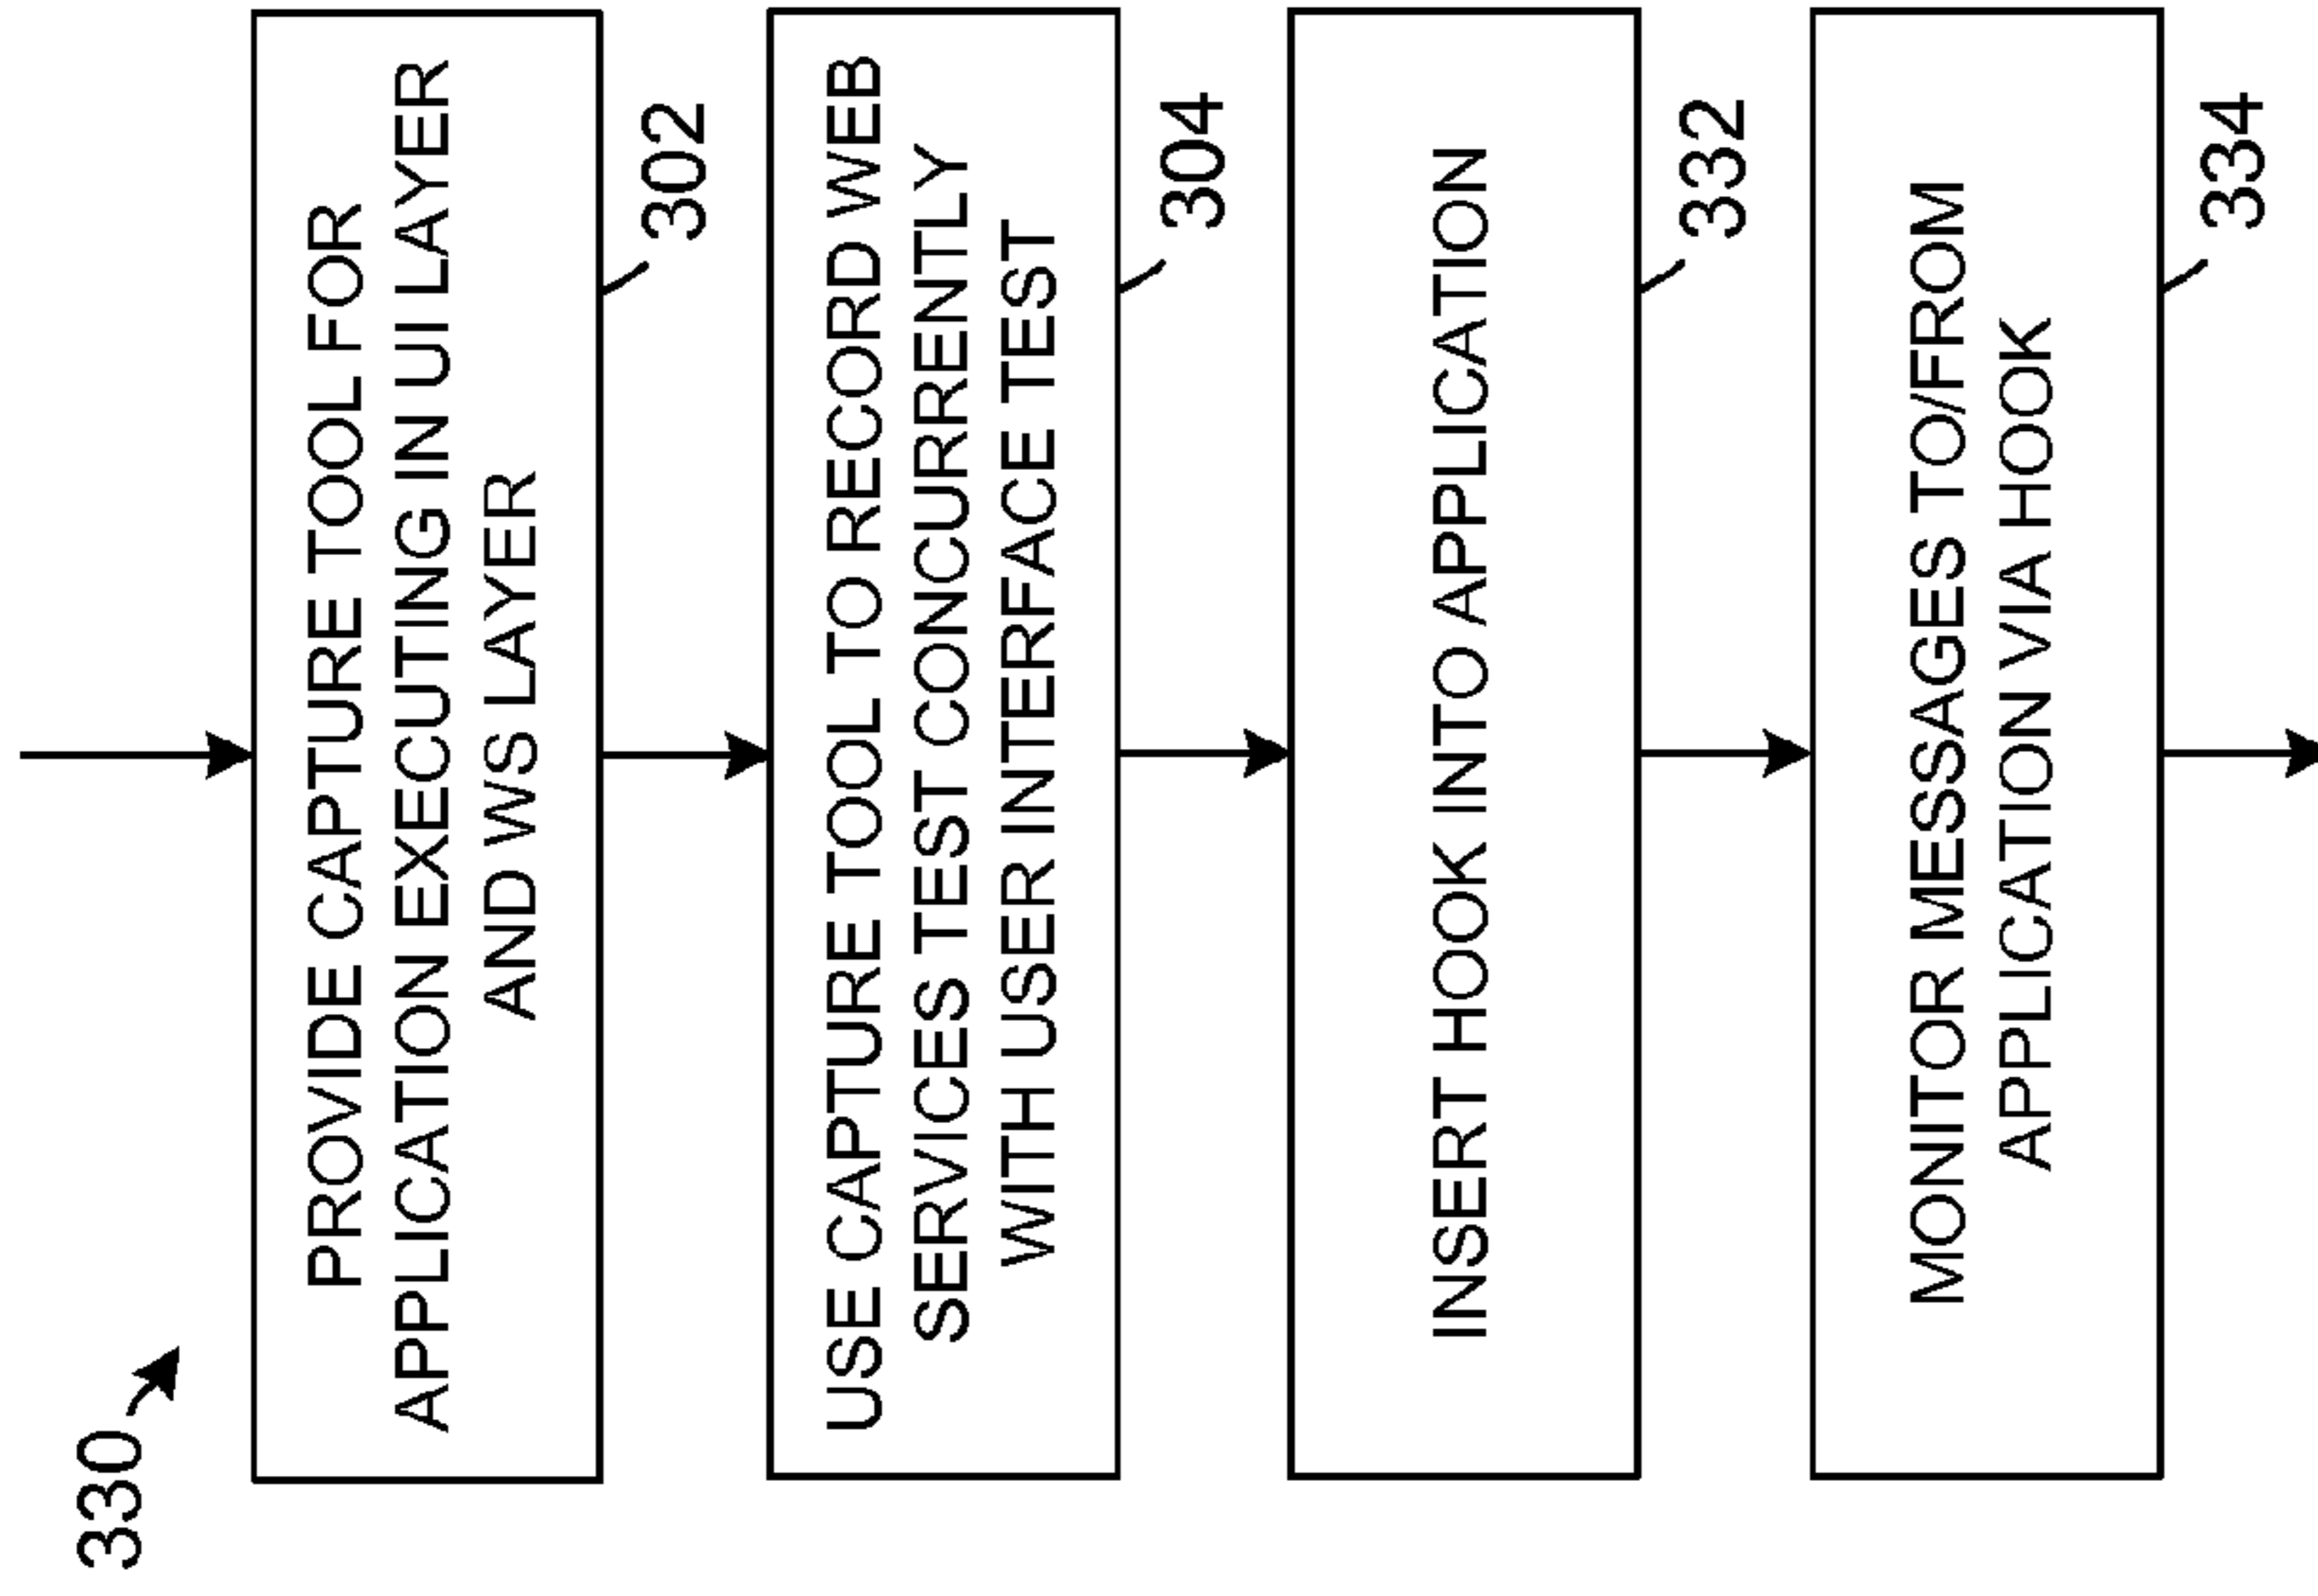 330
PROVIDE CAPTURE TOOL FOR
APPLICATION EXECUTING IN UI LAYER
AND WS LAYER
302
USE CAPTURE TOOL TO RECORD WEB
SERVICES TEST CONCURRENTLY
WITH USER INTERFACE TEST
304
INSERT HOOK INTO APPLICATION
332
MONITOR MESSAGES TO/FROM
APPLICATION VIA HOOK
334